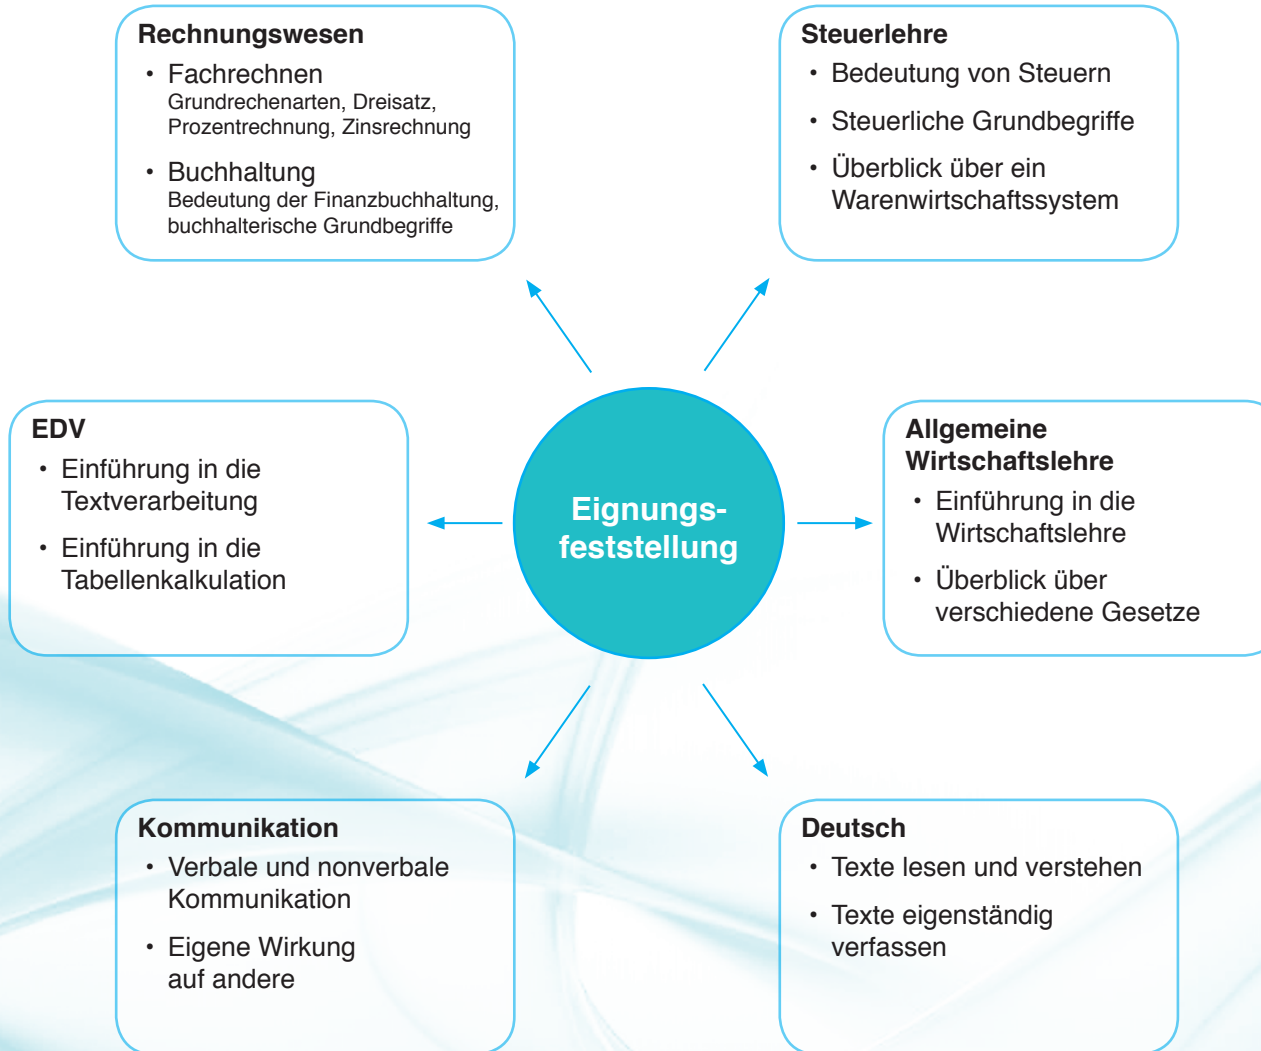 Rechnungswesen
• Fachrechnen
Grundrechenarten, Dreisatz,
Prozentrechnung, Zinsrechnung
• Buchhaltung
Bedeutung der Finanzbuchhaltung,
buchhalterische Grundbegriffe
Steuerlehre
• Bedeutung von Steuern
• Steuerliche Grundbegriffe
• Überblick über ein
Warenwirtschaftssystem
EDV
• Einführung in die
Textverarbeitung
• Einführung in die
Tabellenkalkulation
Eignungs-
feststellung
Allgemeine
Wirtschaftslehre
• Einführung in die
Wirtschaftslehre
• Überblick über
verschiedene Gesetze
Kommunikation
• Verbale und nonverbale
Kommunikation
• Eigene Wirkung
auf andere
Deutsch
• Texte lesen und verstehen
• Texte eigenständig
verfassen